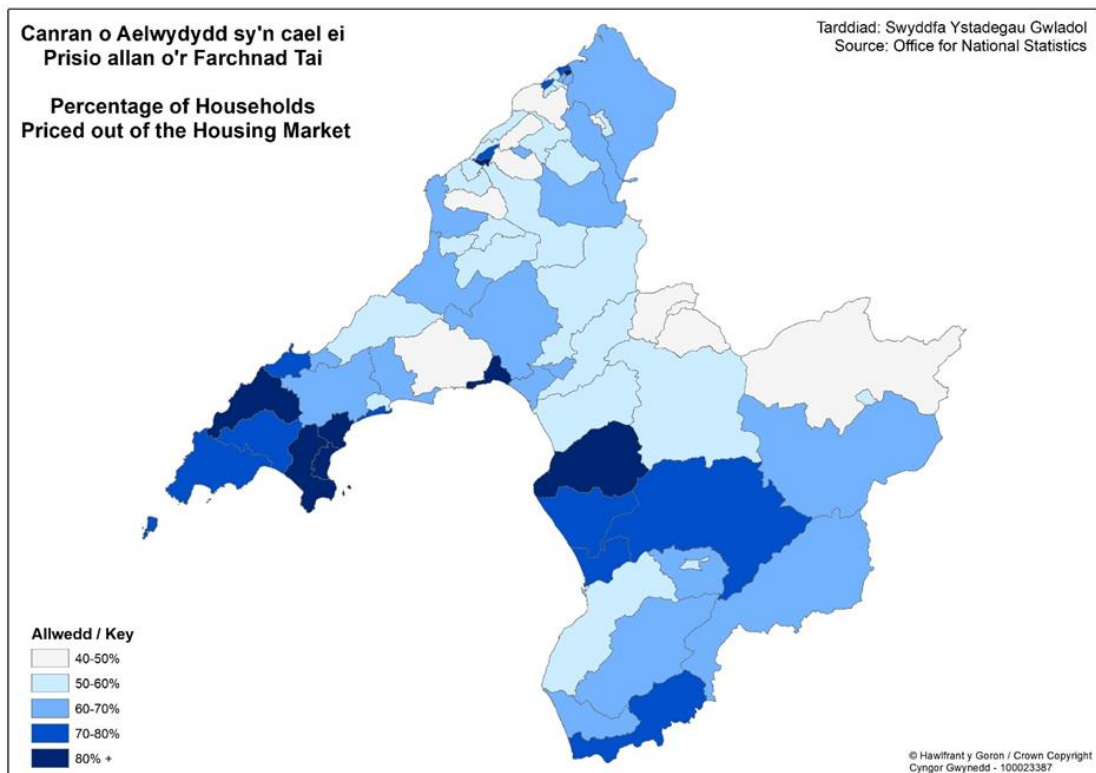 Canran o Aelwydydd sy'n cael ei
Prisio allan o'r Farchnad Tai
Percentage of Households
Priced out of the Housing Market
Tarddiad: Swyddfa Ystadegau Gwladol
Source: Office for National Statistics
Allwedd / Key
40-50%
50-60%
60-70%
70-80%
80% +
© Hawlfraint y Goron / Crown Copyright
Cyngor Gwynedd - 100023387